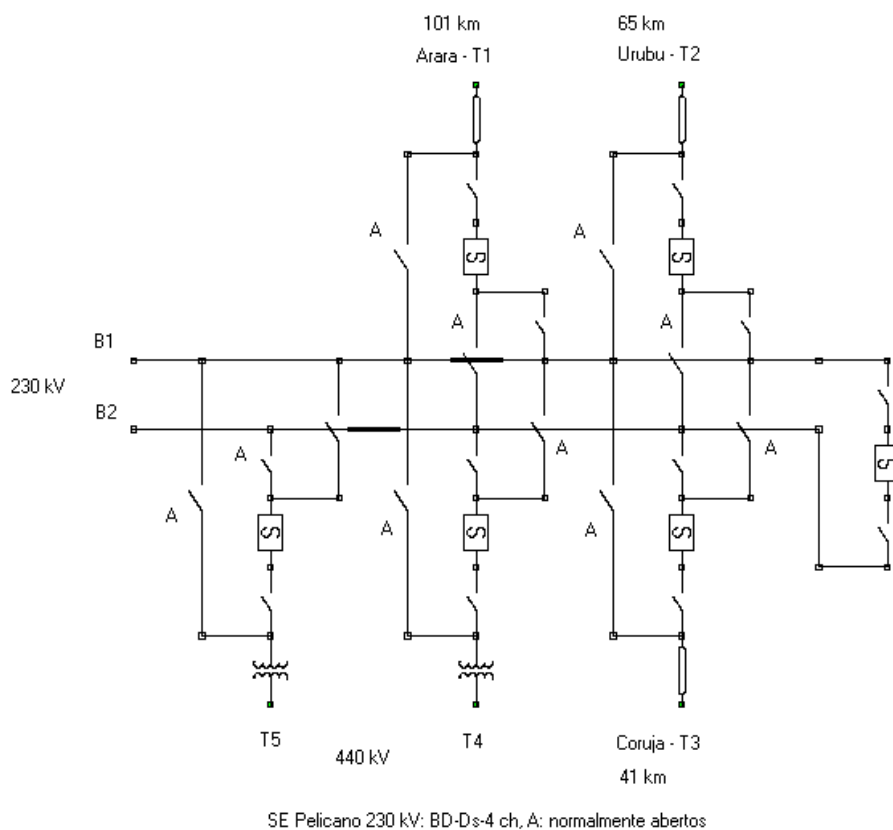 101 km
65 km
Arara - T1
Urubu - T2
A
A
S
S
A
A
B1
230 kV
B2
A
A
A
S
A
A
A
S
S
S
T5
T4
Coruja - T3
440 kV
41 km
SE Pelicano 230 kV: BD-Ds-4 ch, A: normalmente abertos